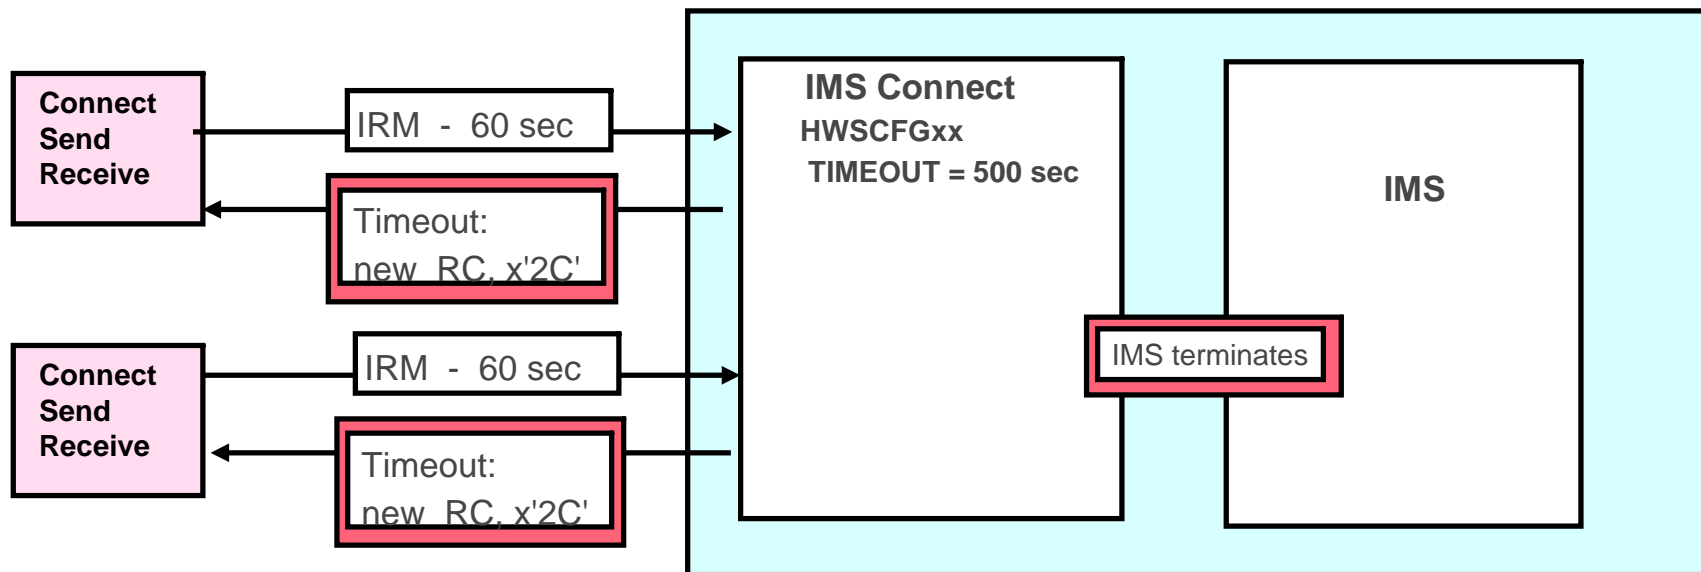 Connect
Send
Receive
IRM - 60 sec
Timeout:
new RC, x'2C'
Connect
Send
Receive
IRM - 60 sec
Timeout:
new RC, x'2C'
IMS Connect
HWSCFGxx
TIMEOUT = 500 sec
IMS terminates
IMS